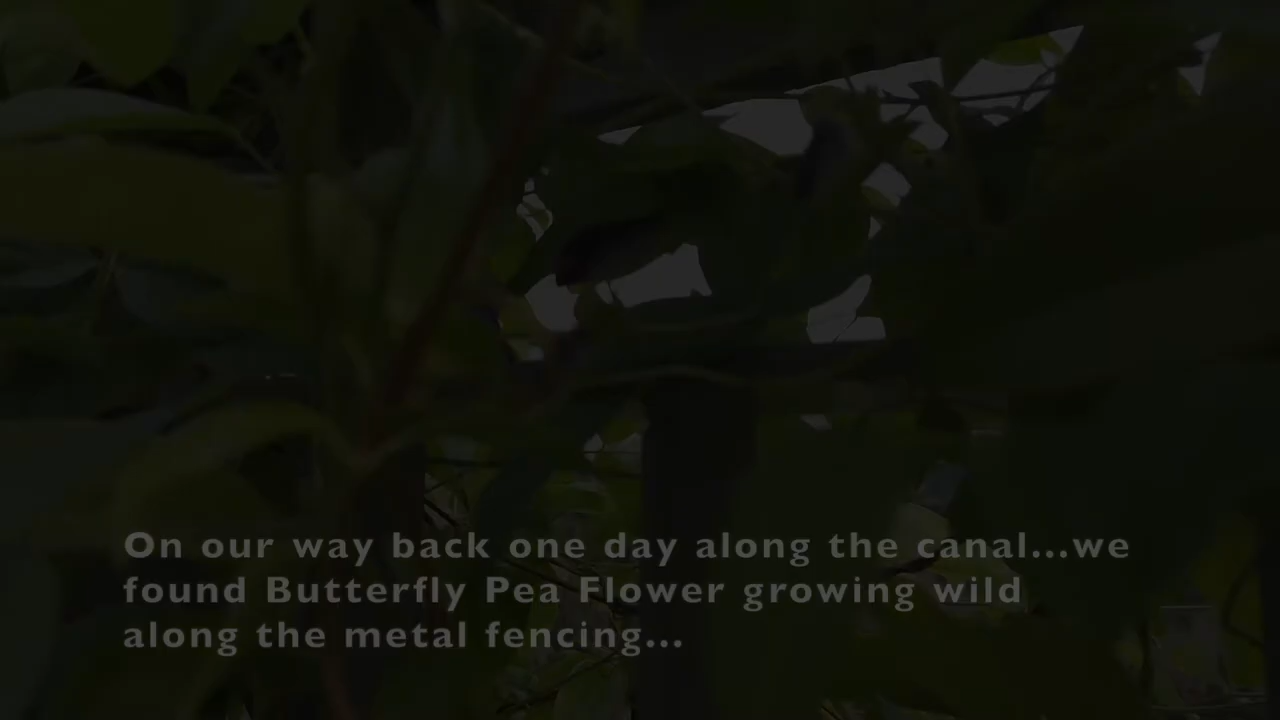 On our way back one day along the canal...we
found Butterfly Pea Flower growing wild
along the metal fencing...